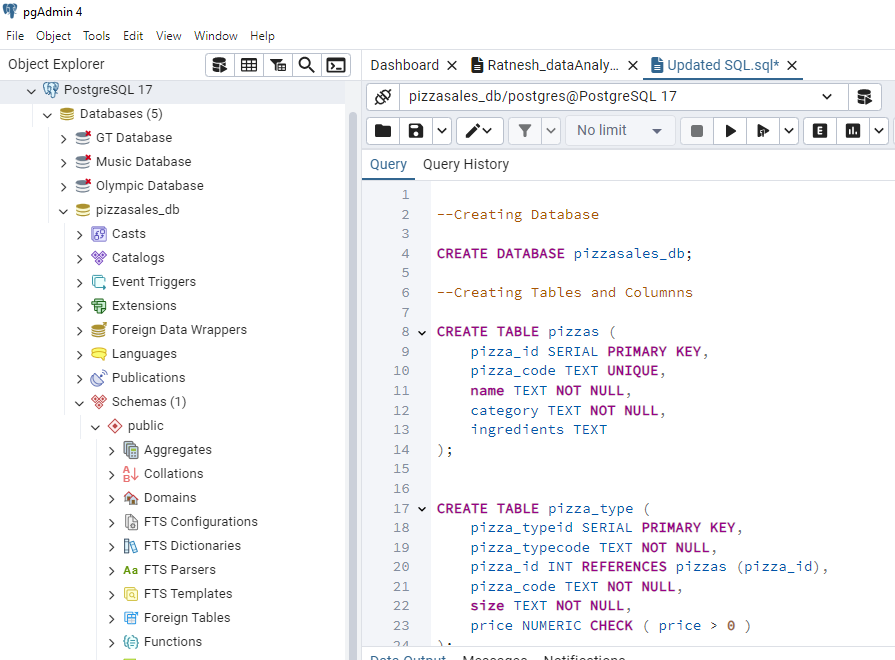 pgAdmin 4
File Object Tools Edit View Window Help
Object Explorer
PostgreSQL 17
Databases (5)
GT Database
Music Database
Olympic Database
pizzasales_db
Casts
Catalogs
Event Triggers
Extensions
Foreign Data Wrappers
Languages
Publications
Schemas (1)
public
Aggregates
Collations
Domains
FTS Configurations
FTS Dictionaries
Aa FTS Parsers
FTS Templates
Foreign Tables
Functions
Dashboard Ratnesh_dataAnaly... Updated SQL.sql*
pizzasales_db/postgres@PostgreSQL 17
No limit E
Query Query History
1
2 --Creating Database
3
4 CREATE DATABASE pizzasales_db;
5
6 --Creating Tables and Columnns
7
8 CREATE TABLE pizzas (
9 pizza_id SERIAL PRIMARY KEY,
10 pizza_code TEXT UNIQUE,
11 name TEXT NOT NULL,
12 category TEXT NOT NULL,
13 ingredients TEXT
14 );
15
16
17 CREATE TABLE pizza_type (
18 pizza_typeid SERIAL PRIMARY KEY,
19 pizza_typecode TEXT NOT NULL,
20 pizza_id INT REFERENCES pizzas (pizza_id),
21 pizza_code TEXT NOT NULL,
22 size TEXT NOT NULL,
23 price NUMERIC CHECK ( price > 0 )
24 );
Data Output Messages Notifications